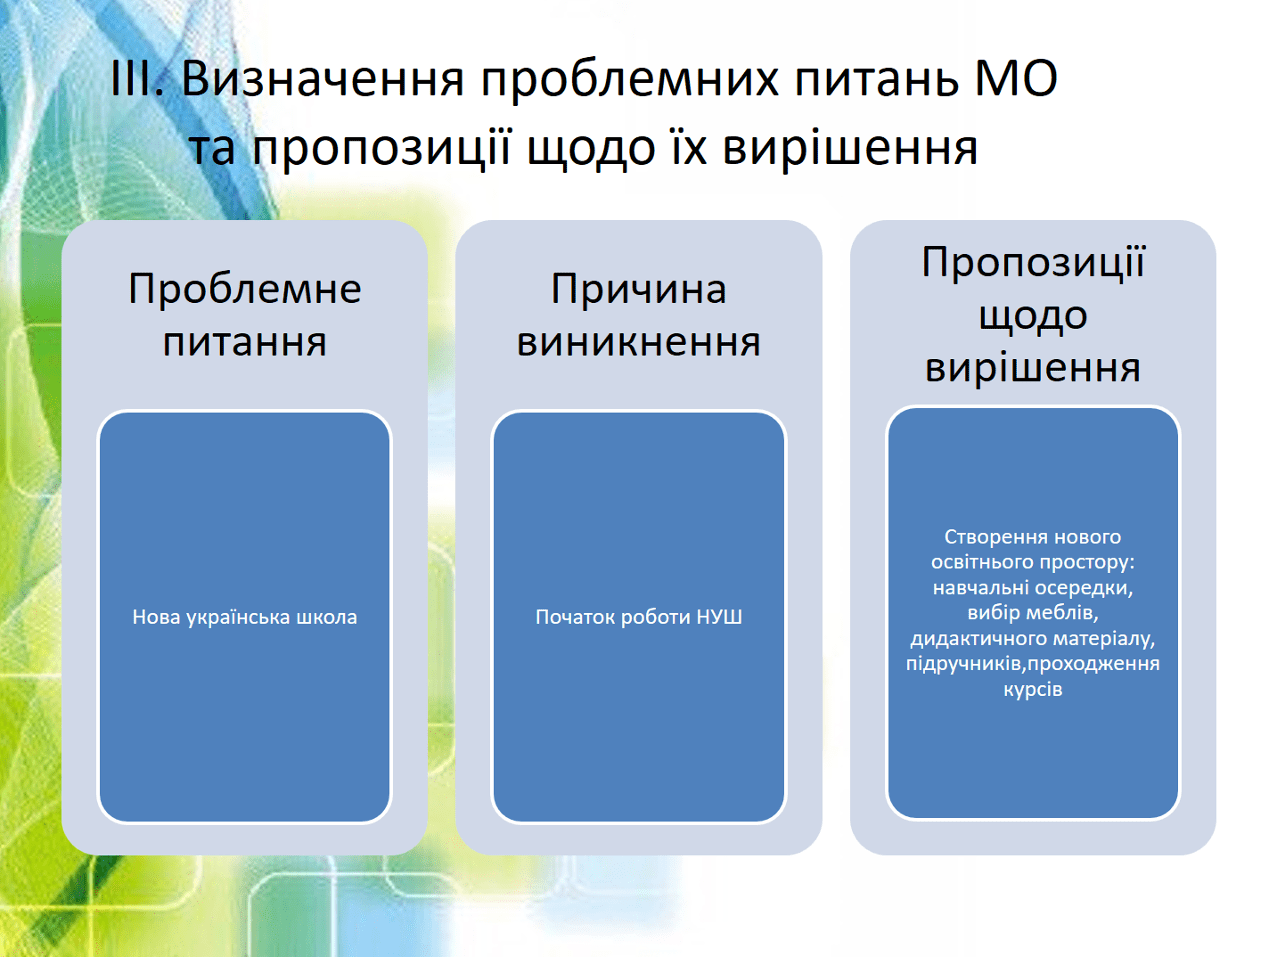 III. Визначення проблемних питань МО
та пропозиції щодо їх вирішення
Проблемне
питання
Нова українська школа
Причина
виникнення
Початок роботи НУШ
Пропозиції
щодо
вирішення
Створення нового
освітнього простору:
навчальні осередки,
вибір меблів,
дидактичного матеріалу,
підручників,проходження
курсів